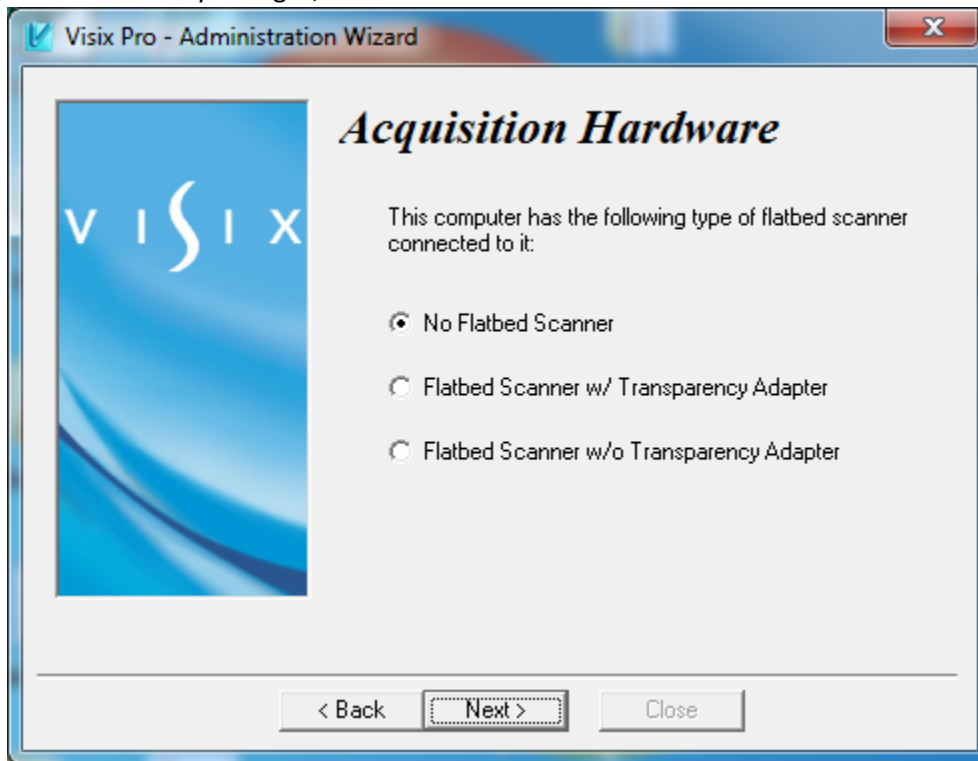 Visix Pro - Administration Wizard
Acquisition Hardware
VISIX
This computer has the following type of flatbed scanner
connected to it:
No Flatbed Scanner
Flatbed Scanner w/ Transparency Adapter
Flatbed Scanner w/o Transparency Adapter
< Back Next > Close